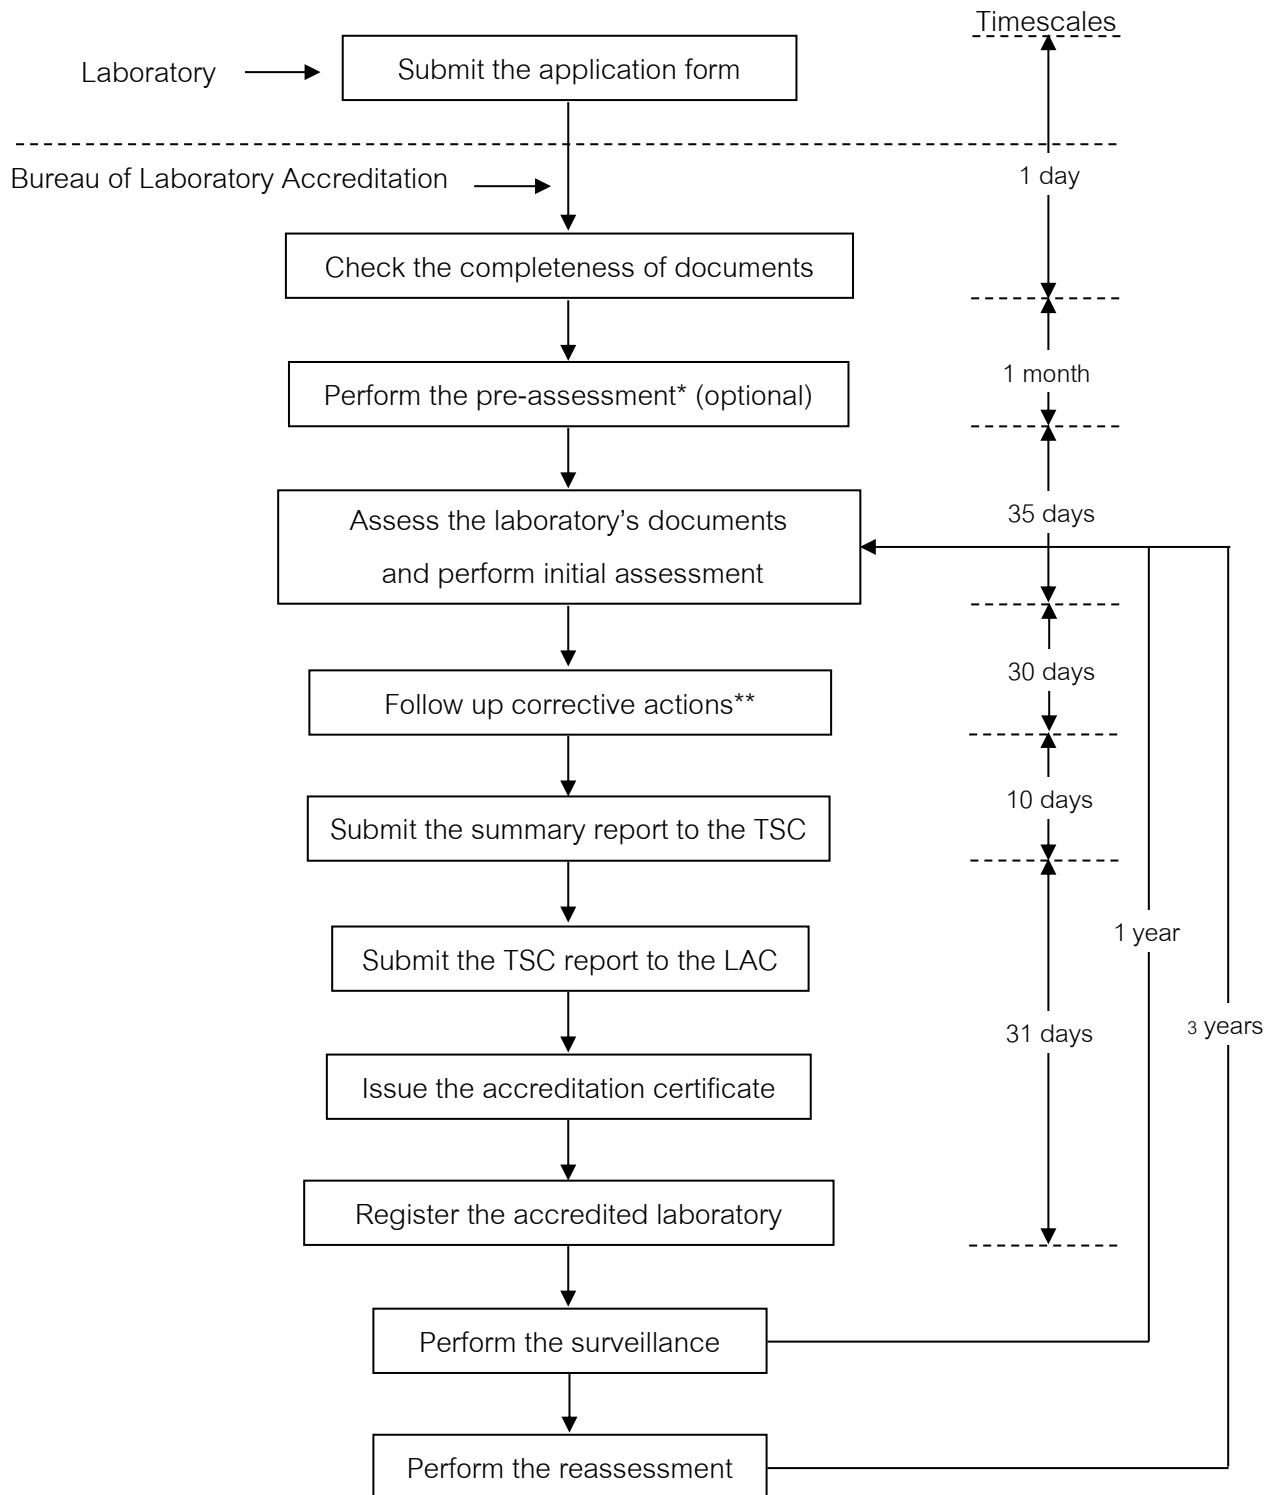 Timescales
Laboratory
Submit the application form
Bureau of Laboratory Accreditation
1 day
Check the completeness of documents
1 month
Perform the pre-assessment* (optional)
35 days
Assess the laboratory's documents
and perform initial assessment
30 days
Follow up corrective actions**
10 days
Submit the summary report to the TSC
1 year
Submit the TSC report to the LAC
31 days
3 years
Issue the accreditation certificate
Register the accredited laboratory
Perform the surveillance
Perform the reassessment